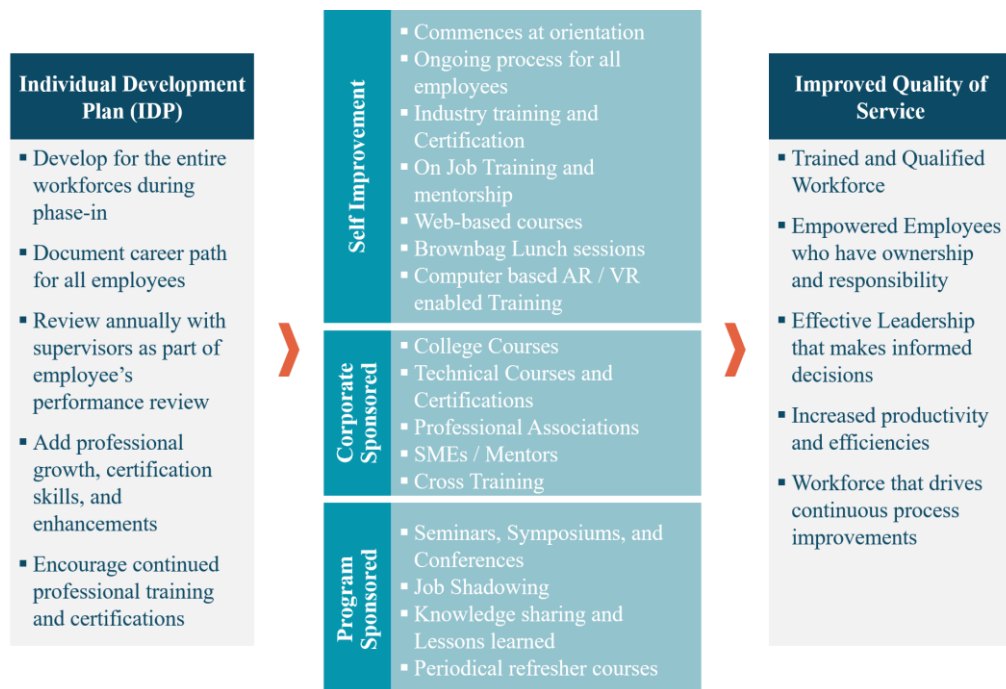 Individual Development
Plan (IDP)
▪ Develop for the entire
workforces during
phase-in
▪ Document career path
for all employees
▪ Review annually with
supervisors as part of
employee's
performance review
▪ Add professional
growth, certification
skills, and
enhancements
▪ Encourage continued
professional training
and certifications
Self Improvement
▪ Commences at orientation
▪ Ongoing process for all
employees
▪ Industry training and
Certification
▪ On Job Training and
mentorship
▪ Web-based courses
▪ Brownbag Lunch sessions
▪ Computer based AR / VR
enabled Training
Corporate
Sponsored
▪ College Courses
▪ Technical Courses and
Certifications
▪ Professional Associations
▪ SMEs / Mentors
▪ Cross Training
Program
Sponsored
▪ Seminars, Symposiums, and
Conferences
▪ Job Shadowing
▪ Knowledge sharing and
Lessons learned
▪ Periodical refresher courses
Improved Quality of
Service
▪ Trained and Qualified
Workforce
▪ Empowered Employees
who have ownership
and responsibility
▪ Effective Leadership
that makes informed
decisions
▪ Increased productivity
and efficiencies
▪ Workforce that drives
continuous process
improvements